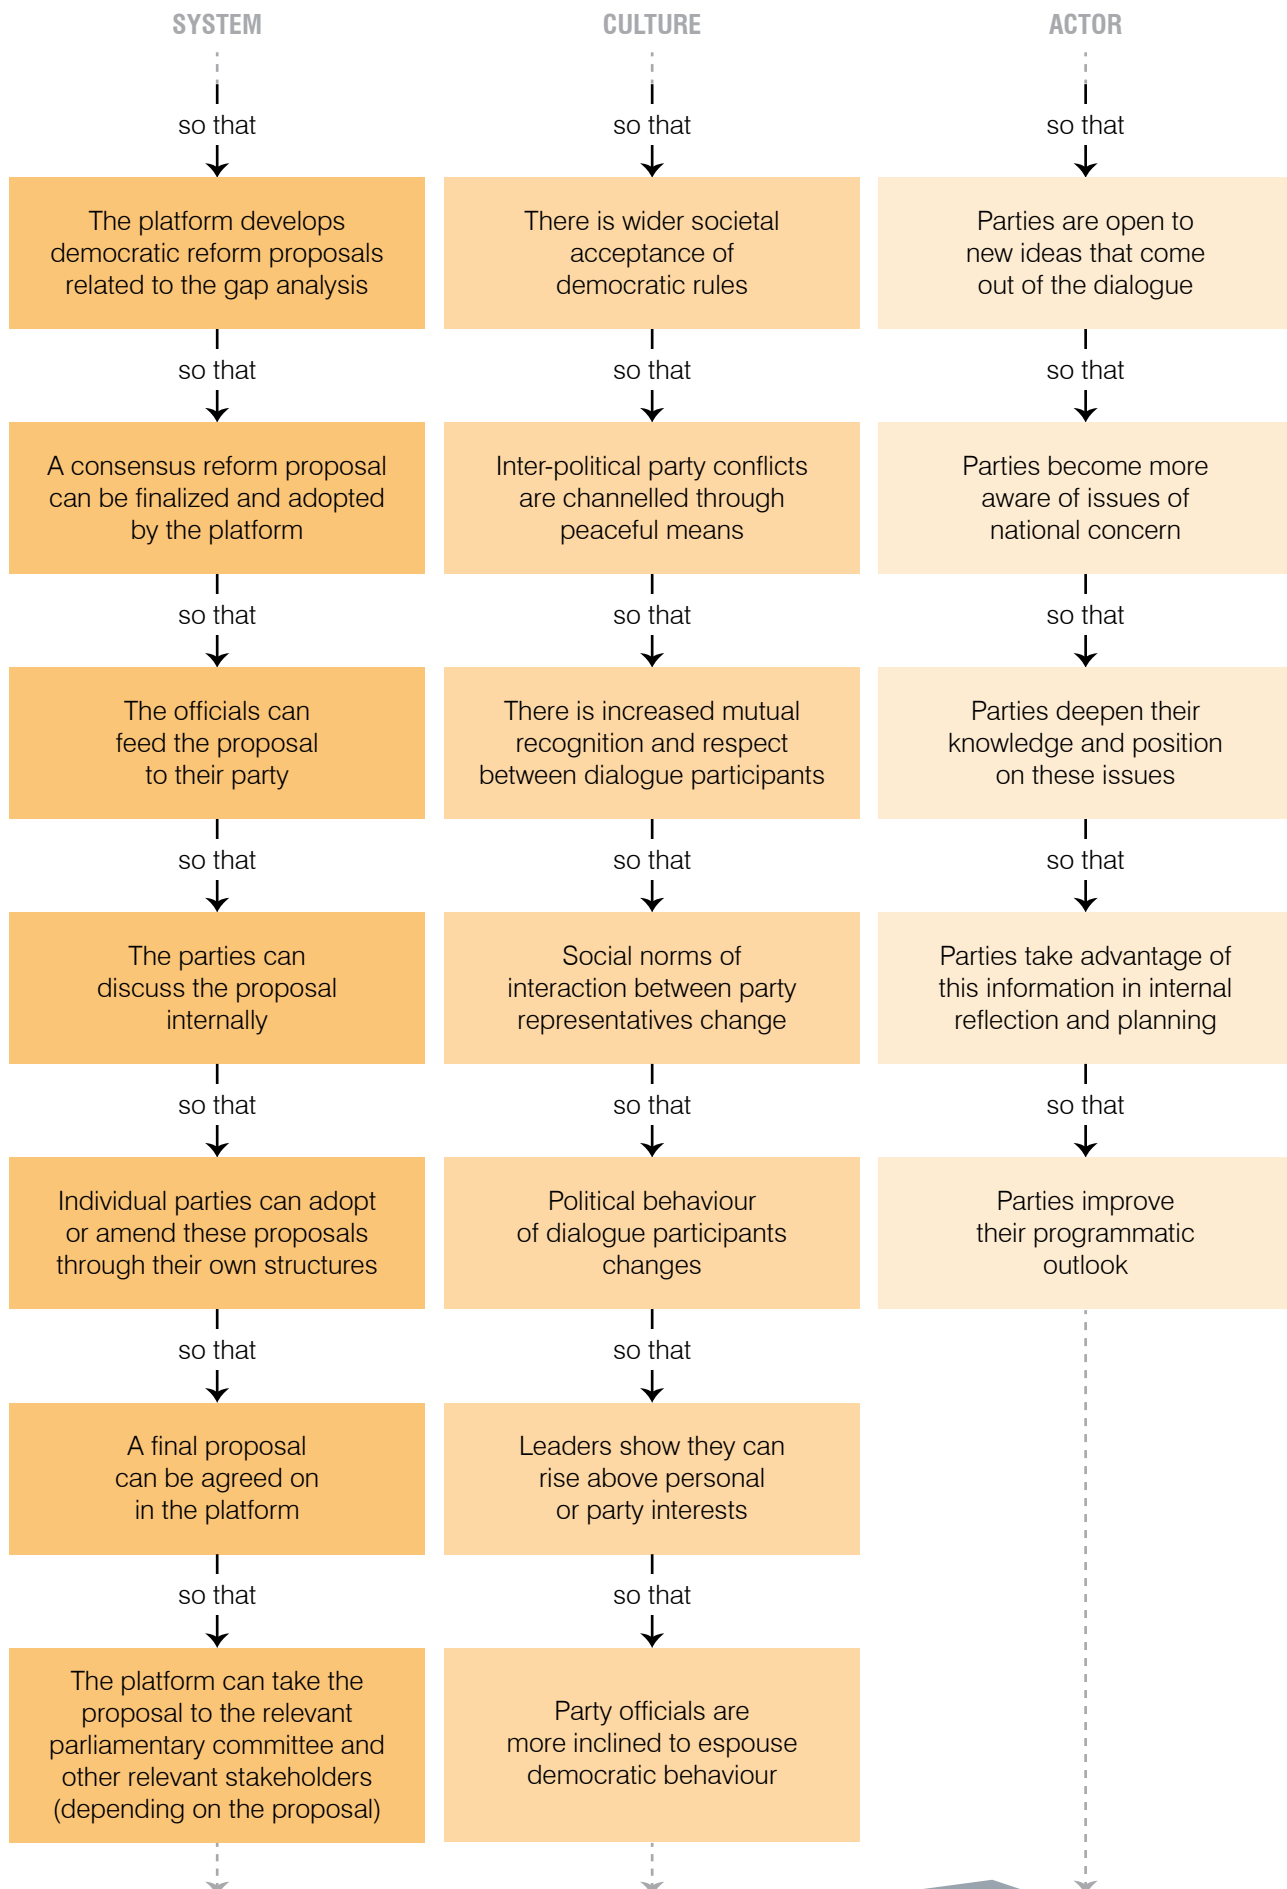 SYSTEM
CULTURE
ACTOR
so that
so that
so that
The platform develops
democratic reform proposals
related to the gap analysis
There is wider societal
acceptance of
democratic rules
Parties are open to
new ideas that come
out of the dialogue
so that
so that
so that
A consensus reform proposal
can be finalized and adopted
by the platform
Inter-political party conflicts
are channelled through
peaceful means
Parties become more
aware of issues of
national concern
so that
so that
so that
The officials can
feed the proposal
to their party
There is increased mutual
recognition and respect
between dialogue participants
Parties deepen their
knowledge and position
on these issues
so that
so that
so that
The parties can
discuss the proposal
internally
Social norms of
interaction between party
representatives change
Parties take advantage of
this information in internal
reflection and planning
so that
so that
so that
Individual parties can adopt
or amend these proposals
through their own structures
Political behaviour
of dialogue participants
changes
Parties improve
their programmatic
outlook
so that
so that
A final proposal
can be agreed on
in the platform
Leaders show they can
rise above personal
or party interests
so that
so that
The platform can take the
proposal to the relevant
parliamentary committee and
other relevant stakeholders
(depending on the proposal)
Party officials are
more inclined to espouse
democratic behaviour